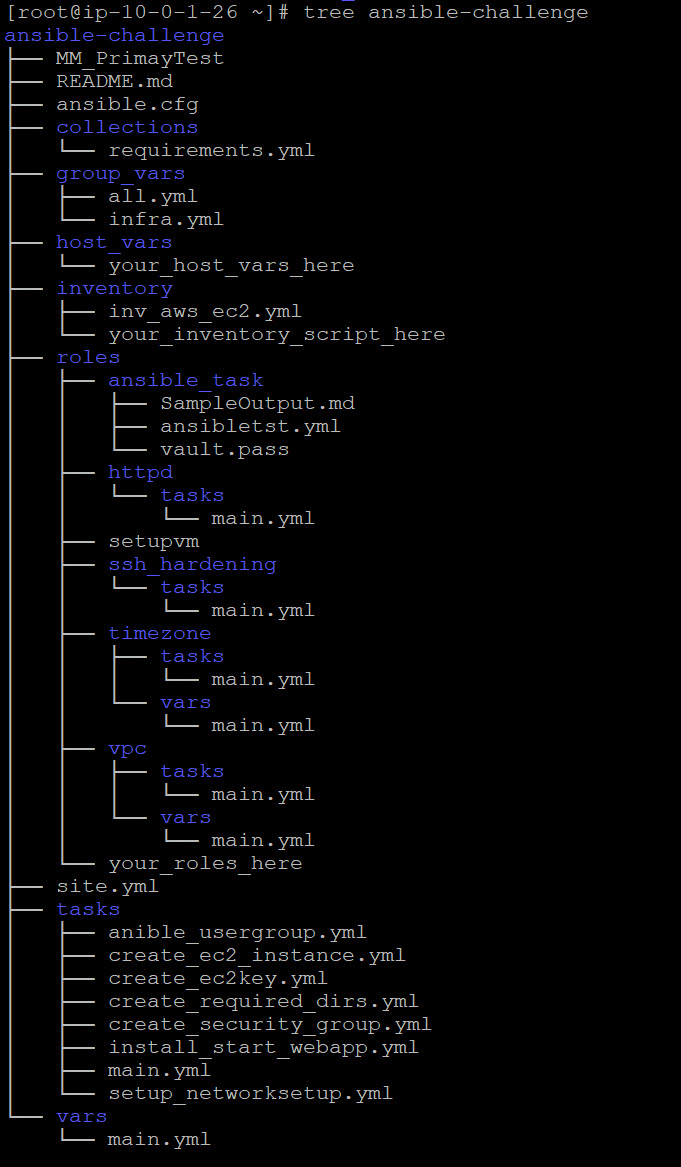 [root@ip-10-0-1-26 ~]# tree ansible-challenge
ansible-challenge
├── MM_PrimayTest
├── README.md
├── ansible.cfg
├── collections
│   └── requirements.yml
├── group_vars
│   ├── all.yml
│   └── infra.yml
├── host_vars
│   └── your_host_vars_here
├── inventory
│   ├── inv_aws_ec2.yml
│   └── your_inventory_script_here
├── roles
│   ├── ansible_task
│   │   ├── SampleOutput.md
│   │   ├── ansibletst.yml
│   │   └── vault.pass
│   ├── httpd
│   │   └── tasks
│   │       └── main.yml
│   ├── setupvm
│   ├── ssh_hardening
│   │   └── tasks
│   │       └── main.yml
│   ├── timezone
│   │   ├── tasks
│   │   │   └── main.yml
│   │   └── vars
│   │       └── main.yml
│   ├── vpc
│   │   ├── tasks
│   │   │   └── main.yml
│   │   └── vars
│   │       └── main.yml
│   └── your_roles_here
├── site.yml
├── tasks
│   ├── anible_usergroup.yml
│   ├── create_ec2_instance.yml
│   ├── create_ec2key.yml
│   ├── create_required_dirs.yml
│   ├── create_security_group.yml
│   ├── install_start_webapp.yml
│   ├── main.yml
│   └── setup_networksetup.yml
└── vars
    └── main.yml